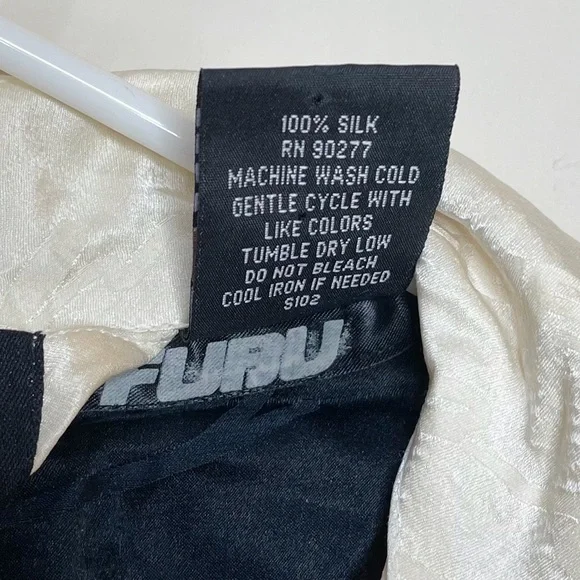 100% SILK
RN 90277
MACHINE WASH COLD
GENTLE CYCLE WITH
LIKE COLORS
TUMBLE DRY LOW
DO NOT BLEACH
COOL IRON IF NEEDED
S102
FUBU